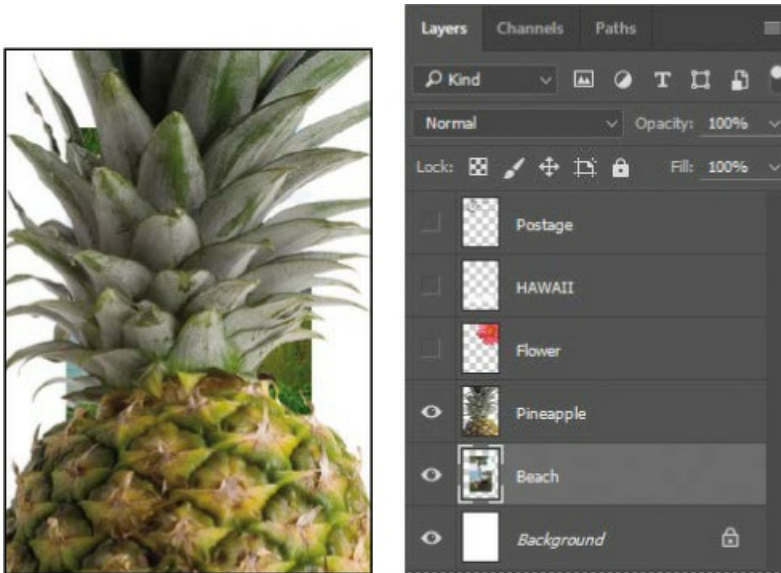 Layers Channels Paths
Kind T
Normal Opacity: 100%
Lock: Fill: 100%
Postage
HAWAII
Flower
Pineapple
Beach
Background